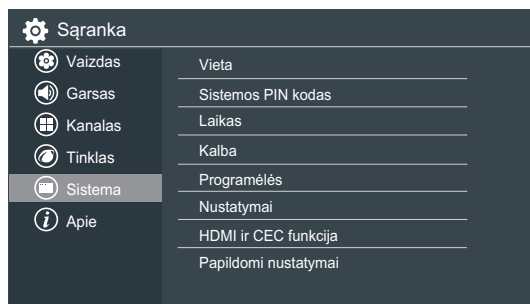 Sąranka
Vaizdas
Garsas
Kanalas
Tinklas
Sistema
Apie
Vieta
Sistemos PIN kodas
Laikas
Kalba
Programėlės
Nustatymai
HDMI ir CEC funkcija
Papildomi nustatymai